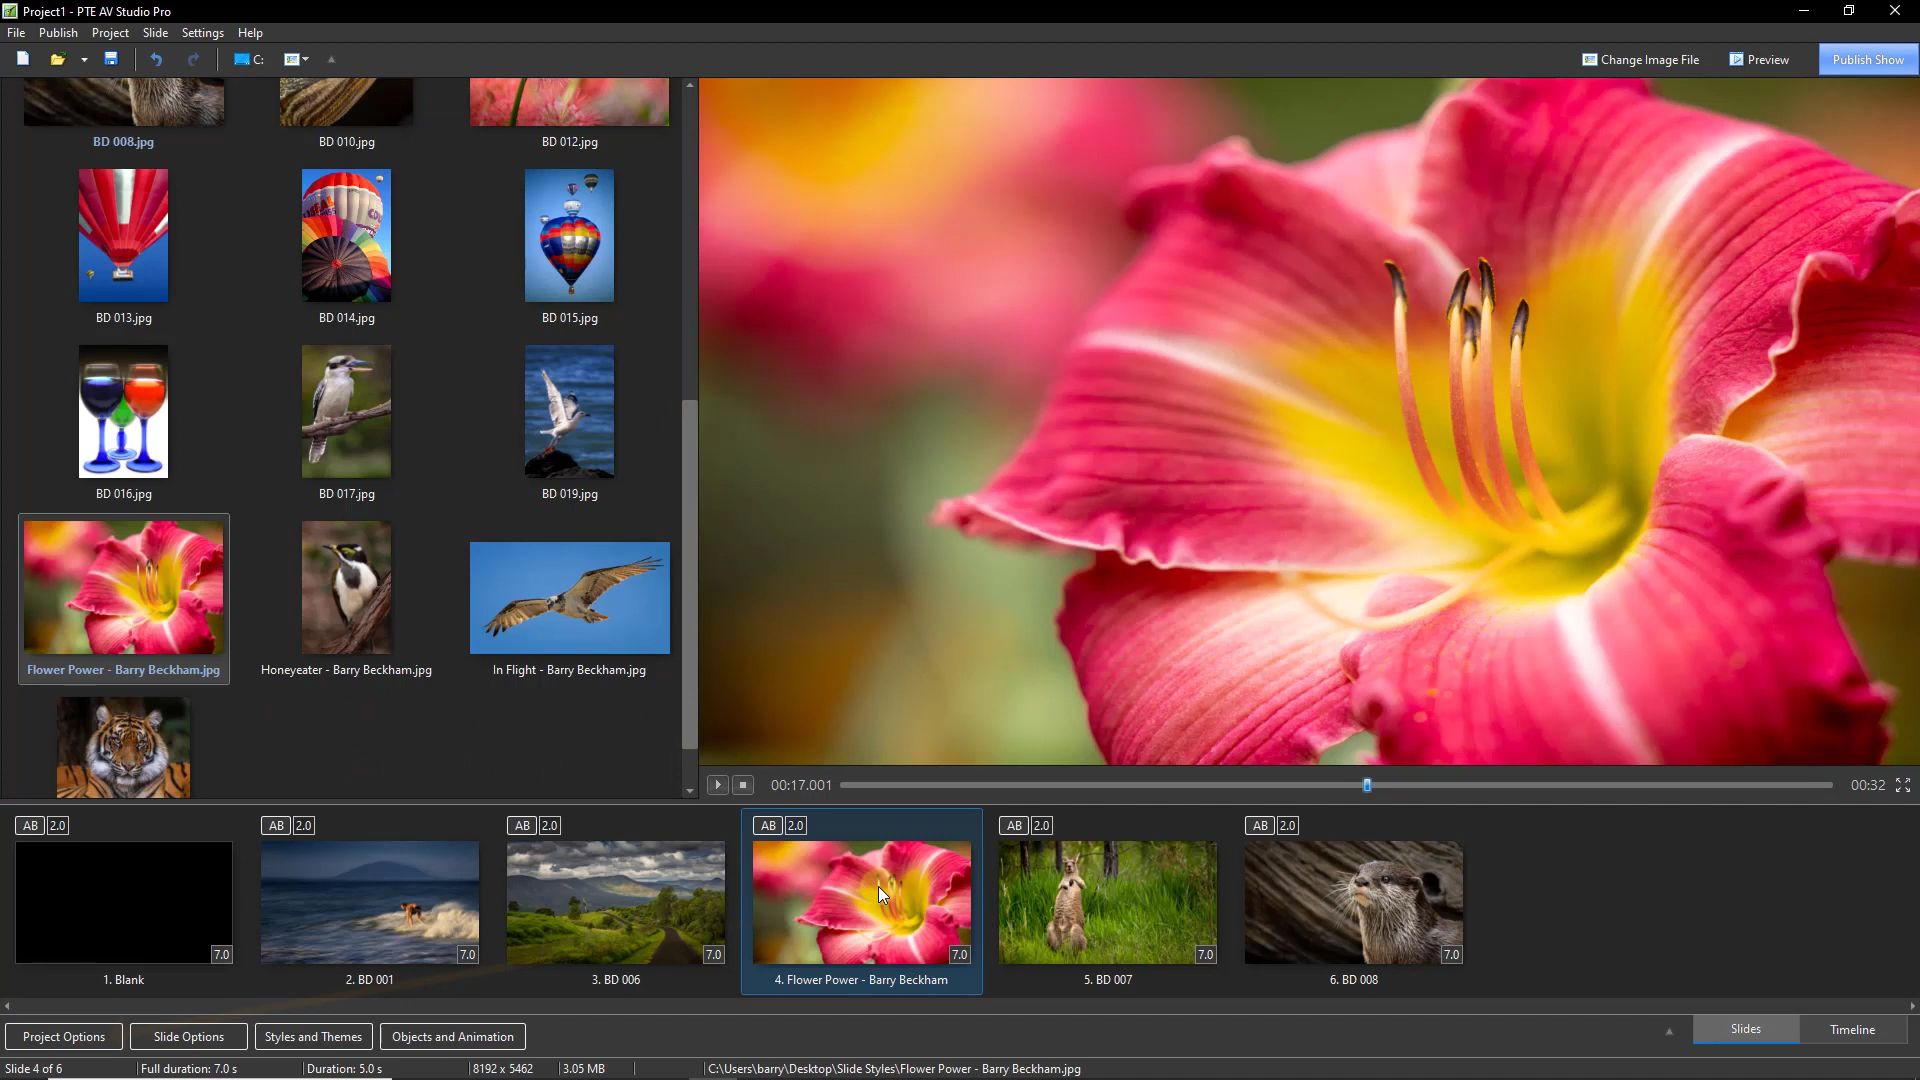 Project1 - PTE AV Studio Pro
File Publish Project Slide Settings Help
C: Change Image File Preview Publish Show
BD 008.jpg BD 010.jpg BD 012.jpg
BD 013.jpg BD 014.jpg BD 015.jpg
BD 016.jpg BD 017.jpg BD 019.jpg
Flower Power - Barry Beckham.jpg Honeyeater - Barry Beckham.jpg In Flight - Barry Beckham.jpg
00:17.001 00:32
AB 2.0 AB 2.0 AB 2.0 AB 2.0 AB 2.0 AB 2.0
7.0 7.0 7.0 7.0 7.0 7.0
1. Blank 2. BD 001 3. BD 006 4. Flower Power - Barry Beckham 5. BD 007 6. BD 008
Project Options Slide Options Styles and Themes Objects and Animation Slides Timeline
Slide 4 of 6 Full duration: 7.0 s Duration: 5.0 s 8192 x 5462 3.05 MB C:\Users\barry\Desktop\Slide Styles\Flower Power - Barry Beckham.jpg